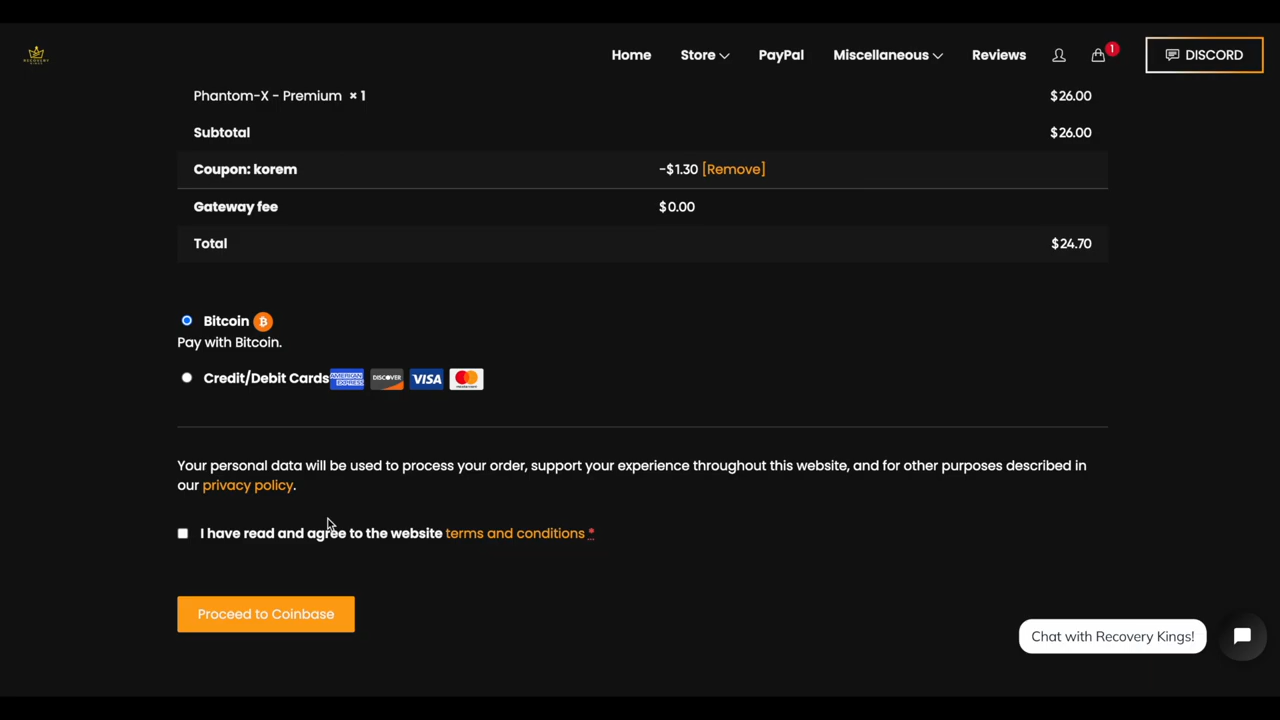 RECOVERY
KINGS
Home Store PayPal Miscellaneous Reviews 1 DISCORD
Phantom-X - Premium × 1 $26.00
Subtotal $26.00
Coupon: korem -$1.30 [Remove]
Gateway fee $0.00
Total $24.70
Bitcoin
Pay with Bitcoin.
Credit/Debit Cards AMERICAN EXPRESS DISCOVER VISA
Your personal data will be used to process your order, support your experience throughout this website, and for other purposes described in
our privacy policy.
I have read and agree to the website terms and conditions *
Proceed to Coinbase
Chat with Recovery Kings!